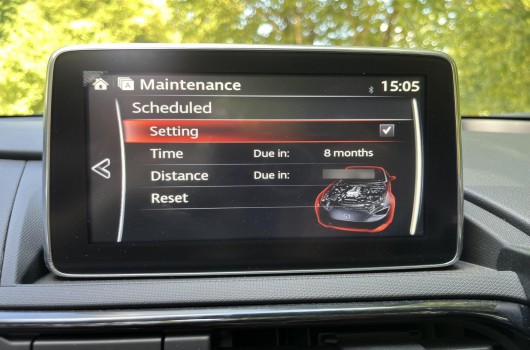 Maintenance 15:05
Scheduled
Setting
Time Due in: 8 months
Distance Due in:
Reset